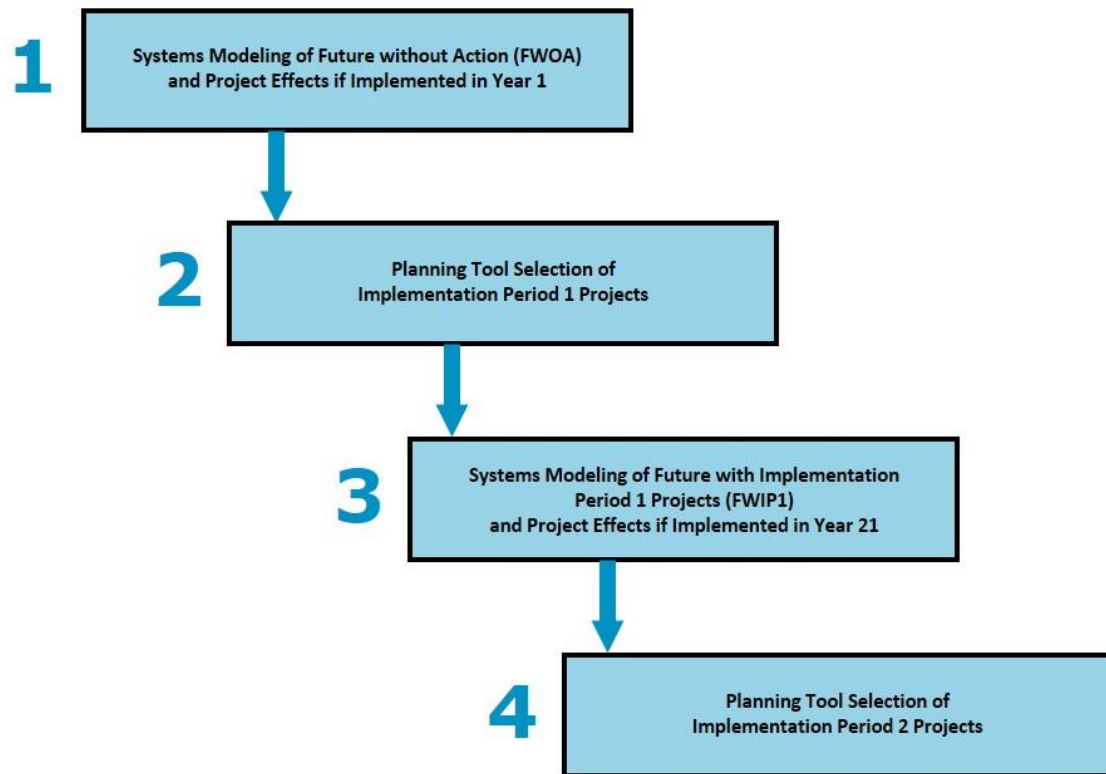 1
Systems Modeling of Future without Action (FWOA)
and Project Effects if Implemented in Year 1
2
Planning Tool Selection of
Implementation Period 1 Projects
3
Systems Modeling of Future with Implementation
Period 1 Projects (FWIP1)
and Project Effects if Implemented in Year 21
4
Planning Tool Selection of
Implementation Period 2 Projects